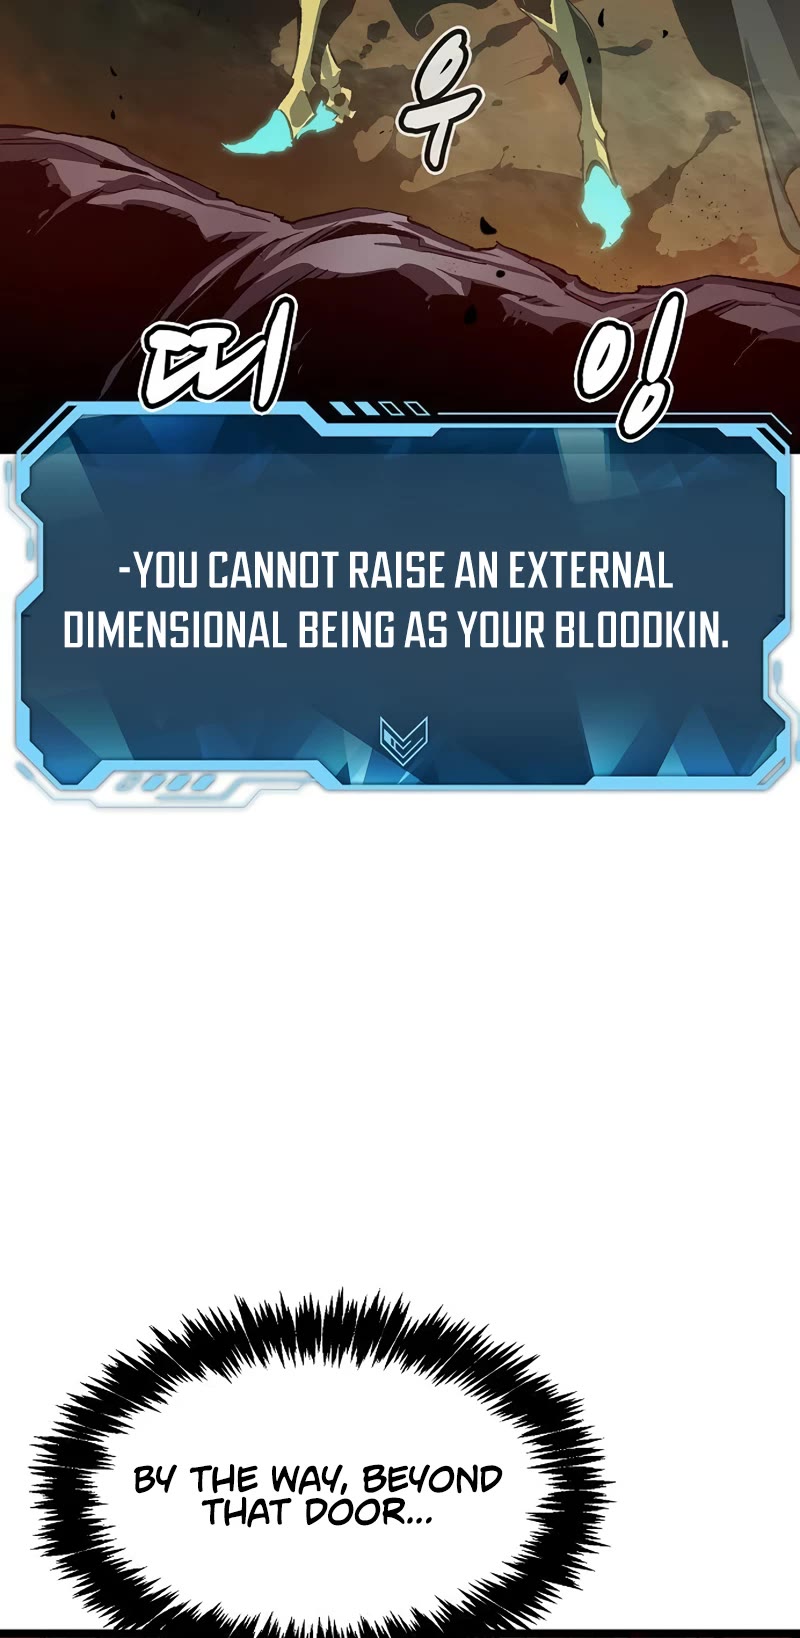 우
띠 이잉
-YOU CANNOT RAISE AN EXTERNAL
DIMENSIONAL BEING AS YOUR BLOODKIN.
BY THE WAY, BEYOND
THAT DOOR...